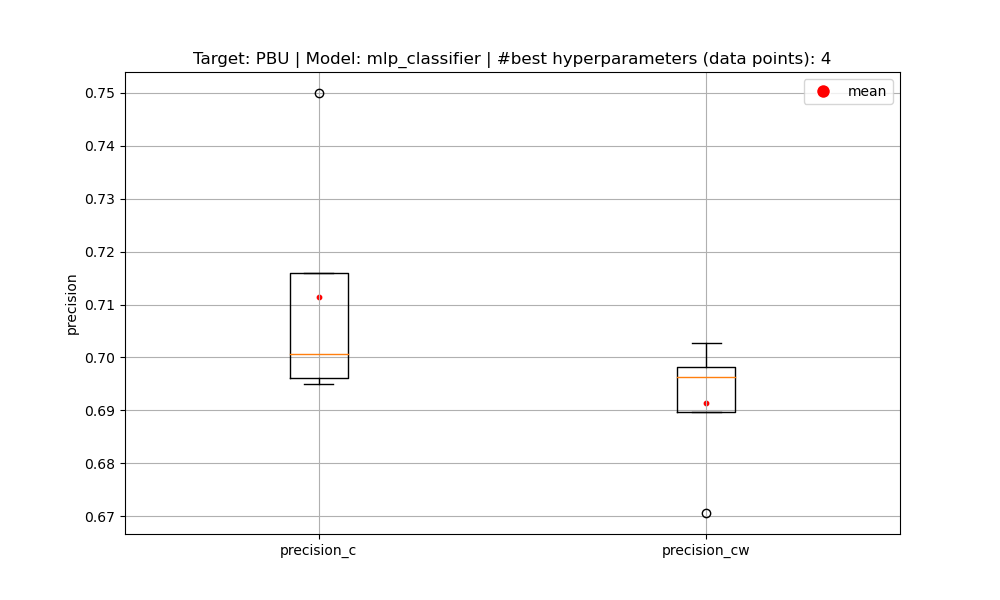 Target: PBU | Model: mlp_classifier | #best hyperparameters (data points): 4
mean
precision
0.75
0.74
0.73
0.72
0.71
0.70
0.69
0.68
0.67
precision_c
precision_cw